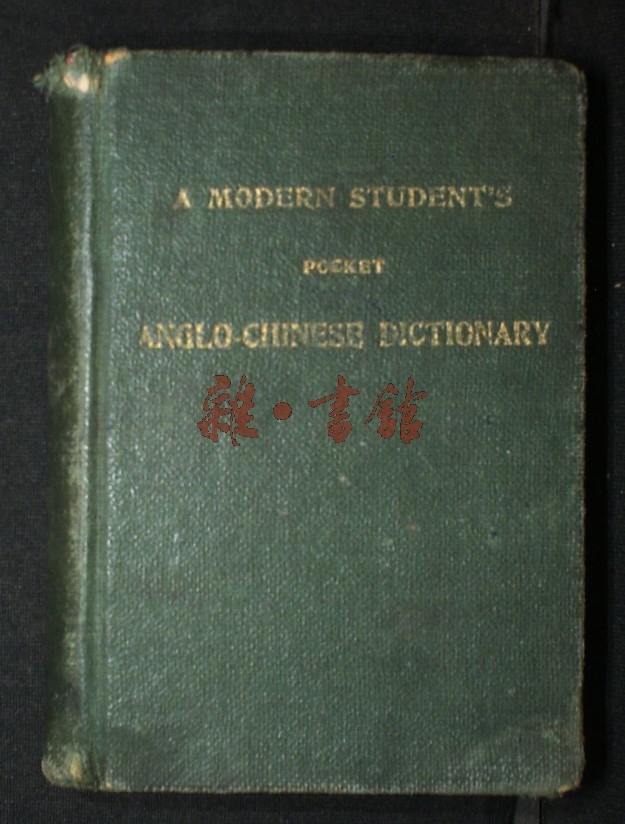 A MODERN STUDENT'S
POCKET
ANGLO-CHINESE DICTIONARY
雜·書館